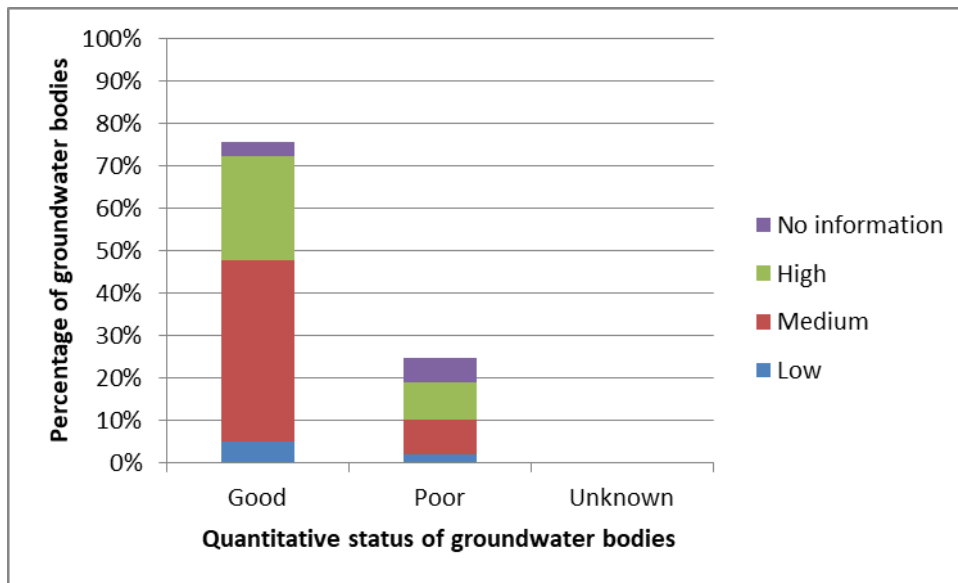 Percentage of groundwater bodies
100%
90%
80%
70%
60%
50%
40%
30%
20%
10%
0%
Good
Poor
Unknown
Quantitative status of groundwater bodies
No information
High
Medium
Low